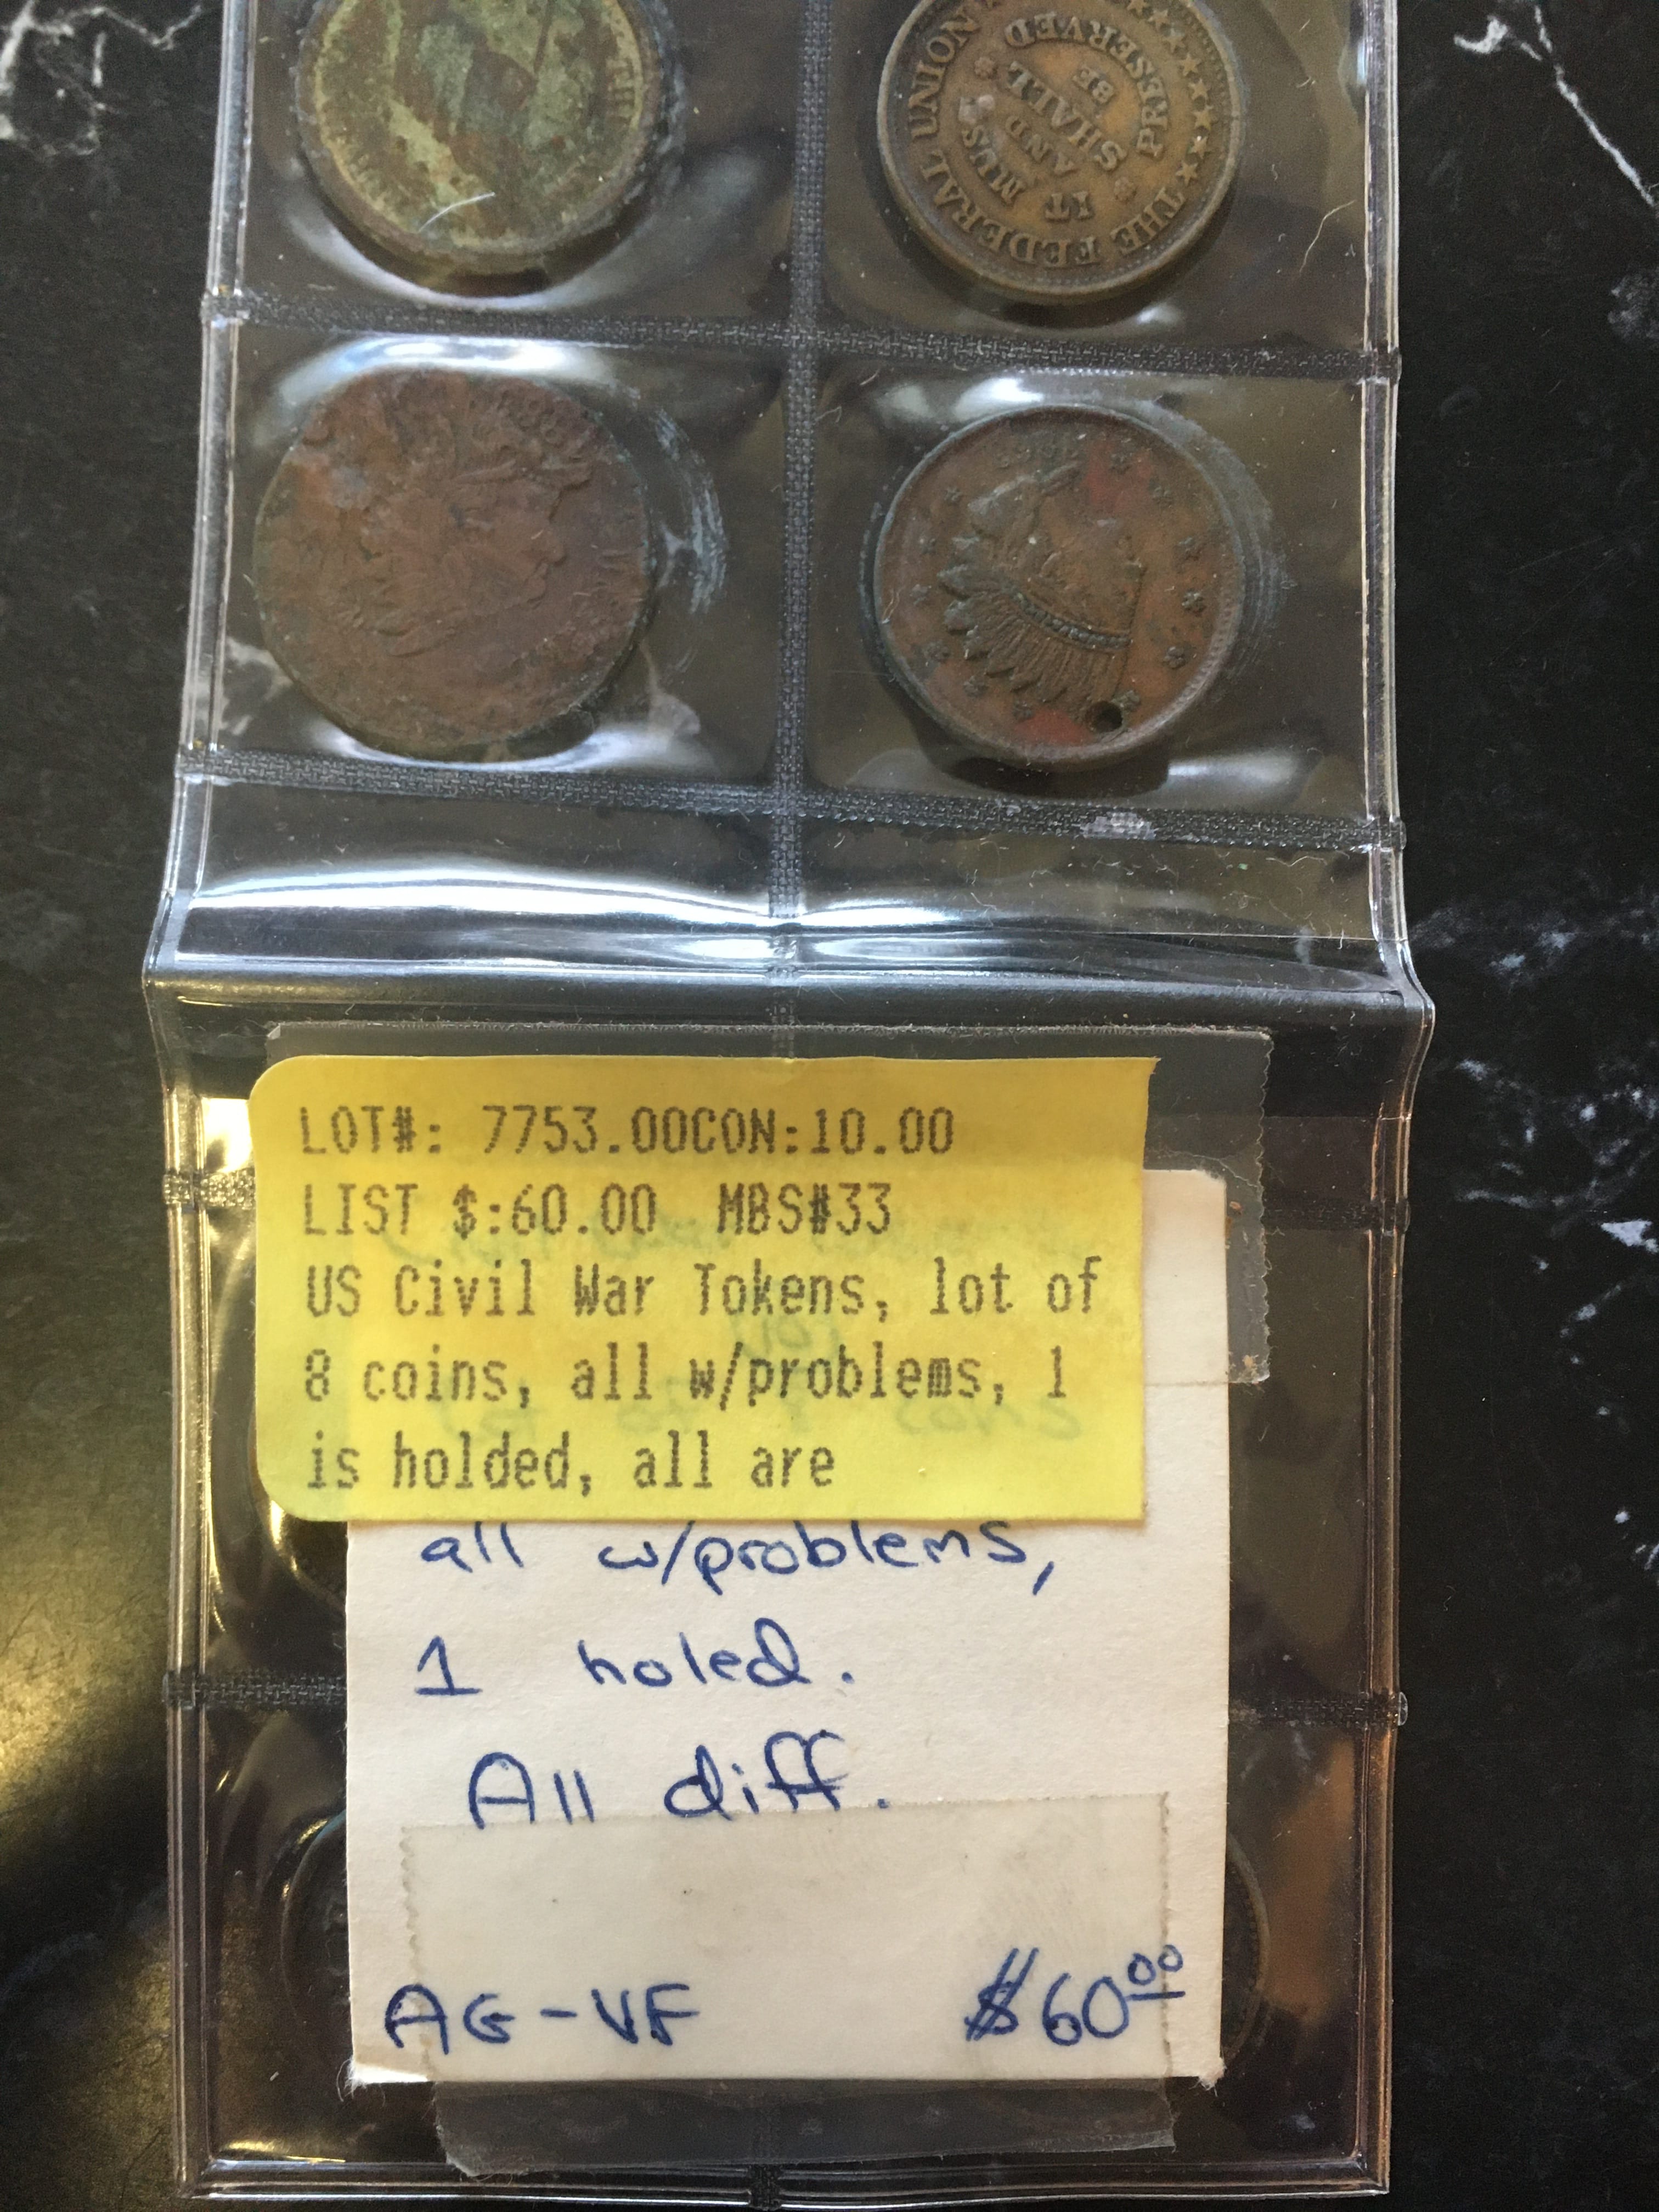 THE FEDERAL UNION
IT MUS
AND
SHALL
BE
PRESERVED
LOT#: 7753.00CON:10.00
LIST $:60.00 MBS#33
US Civil War Tokens, lot of
8 coins, all w/problems, 1
is holded, all are
all w/problems,
1 holed.
All diff.
AG-VF $60.00